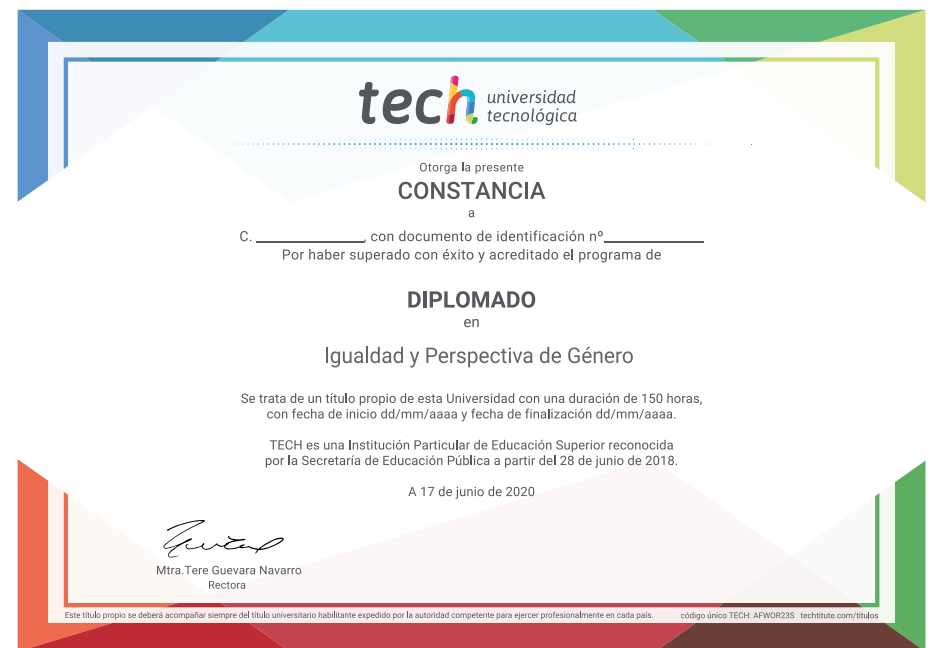 tech universidad
tecnológica
Otorga la presente
CONSTANCIA
a
C. ______________, con documento de identificación nº_____________
Por haber superado con éxito y acreditado el programa de
DIPLOMADO
en
Igualdad y Perspectiva de Género
Se trata de un título propio de esta Universidad con una duración de 150 horas,
con fecha de inicio dd/mm/aaaa y fecha de finalización dd/mm/aaaa.
TECH es una Institución Particular de Educación Superior reconocida
por la Secretaría de Educación Pública a partir del 28 de junio de 2018.
A 17 de junio de 2020
Mtra.Tere Guevara Navarro
Rectora
Este título propio se deberá acompañar siempre del título universitario habilitante expedido por la autoridad competente para ejercer profesionalmente en cada país. código único TECH: AFWOR23S techtitute.com/titulos